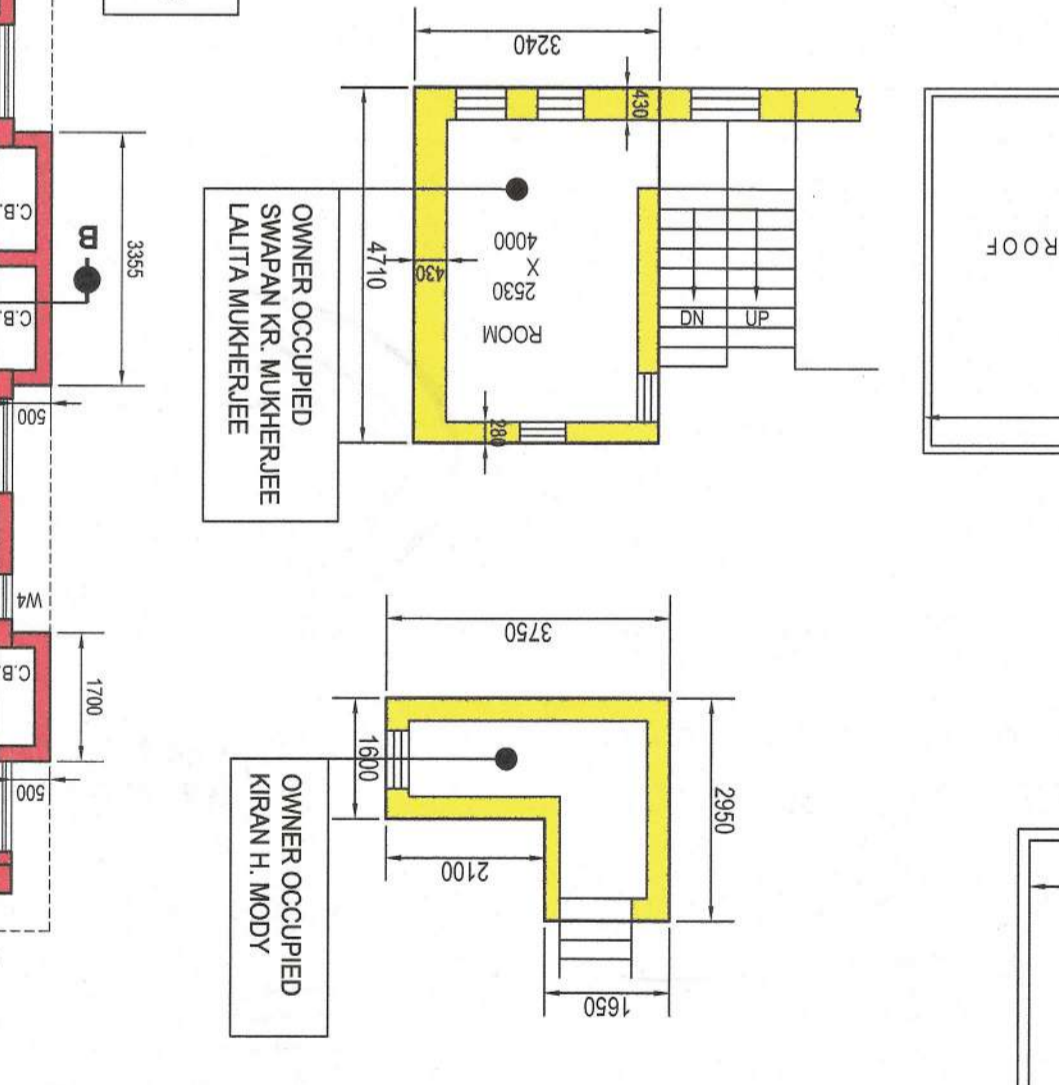 3240
430
4710
430
ROOM
2530
X
4000
280
DN
UP
OWNER OCCUPIED
SWAPAN KR. MUKHERJEE
LALITA MUKHERJEE
3355
B
C.B.
C.B.
500
W4
C.B.
1700
500
3750
1600
2100
2950
1650
OWNER OCCUPIED
KIRAN H. MODY